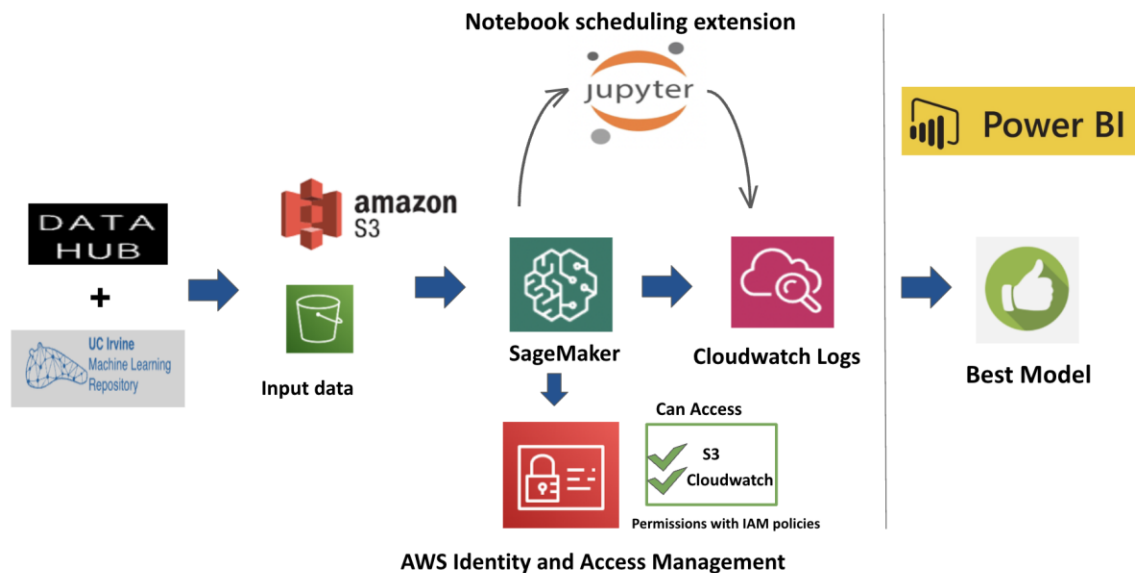 Notebook scheduling extension
jupyter
Power BI
DATA
HUB
+
UC Irvine
Machine Learning
Repository
amazon
S3
Input data
SageMaker
Cloudwatch Logs
Best Model
Can Access
S3
Cloudwatch
Permissions with IAM policies
AWS Identity and Access Management